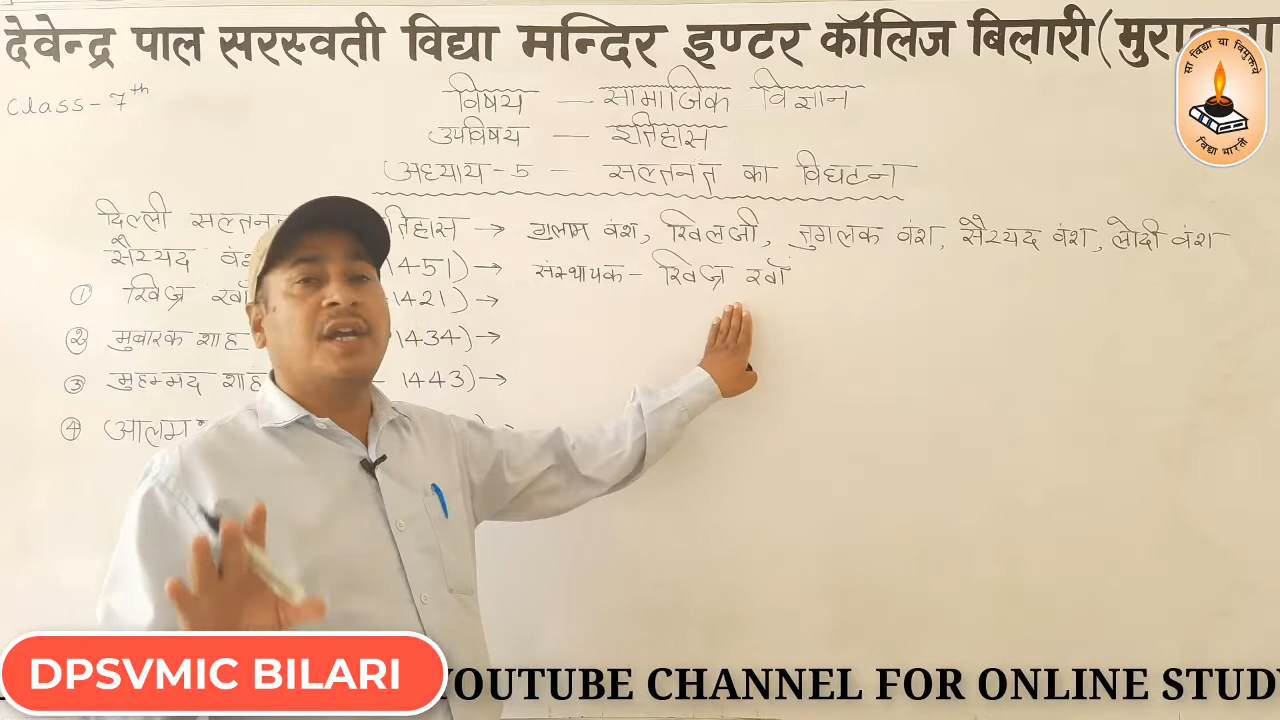 देवेन्द्र पाल सरस्वती विद्या मन्दिर इण्टर कॉलिज बिलारी (मुरादाबा
सा विद्या या विमुक्तये
विद्या भारती
Class - 7th
विषय — सामाजिक विज्ञान
उपविषय — इतिहास
अध्याय-5 - सल्तनत का विघटन
दिल्ली सल्तनत इतिहास → गुलाम वंश, खिलजी, तुगलक वंश, सैय्यद वंश, लोदी वंश
सैय्यद वं 1451) → संस्थापक - खिज्र खाँ
① खिज्र खाँ 1421) →
② मुबारक शाह 1434) →
③ मुहम्मद शाह - 1443) →
④ आलम
DPSVMIC BILARI
YOUTUBE CHANNEL FOR ONLINE STUD